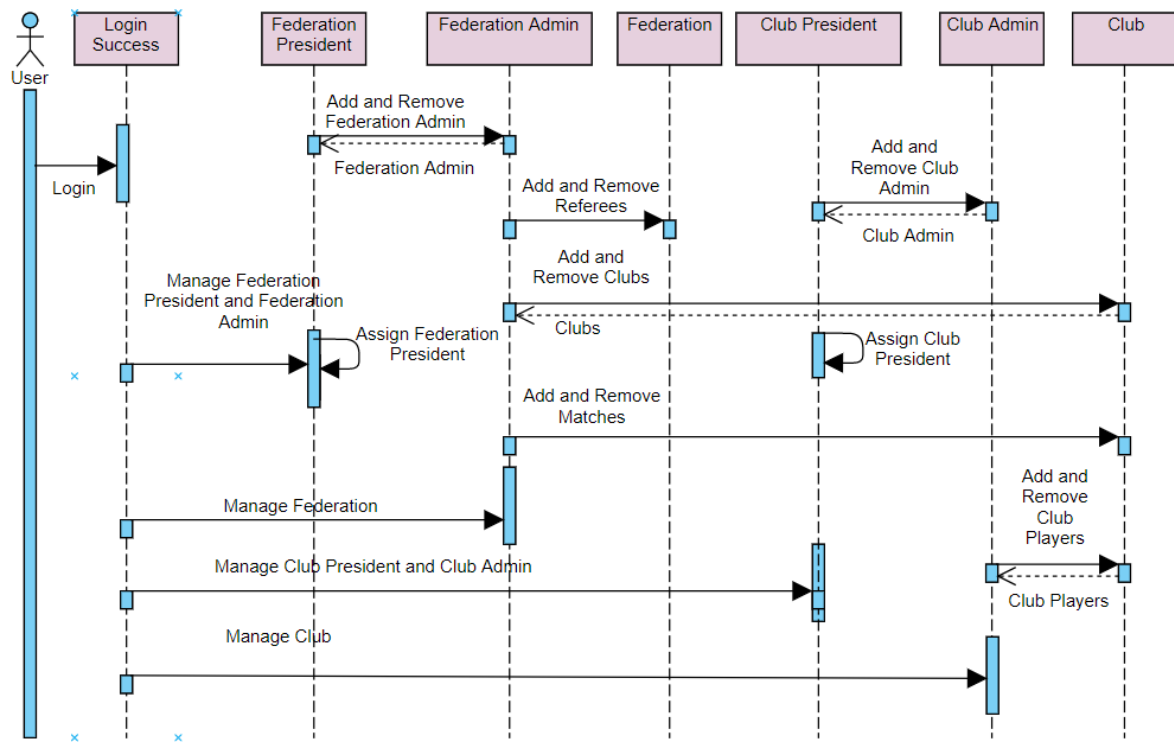 Login
Success
Federation
President
Federation Admin
Federation
Club President
Club Admin
Club
User
Add and Remove
Federation Admin
Federation Admin
Login
Add and Remove
Referees
Add and
Remove Club
Admin
Club Admin
Add and
Remove Clubs
Clubs
Manage Federation
President and Federation
Admin
Assign Federation
President
Assign Club
President
Add and Remove
Matches
Manage Federation
Add and
Remove
Club
Players
Club Players
Manage Club President and Club Admin
Manage Club